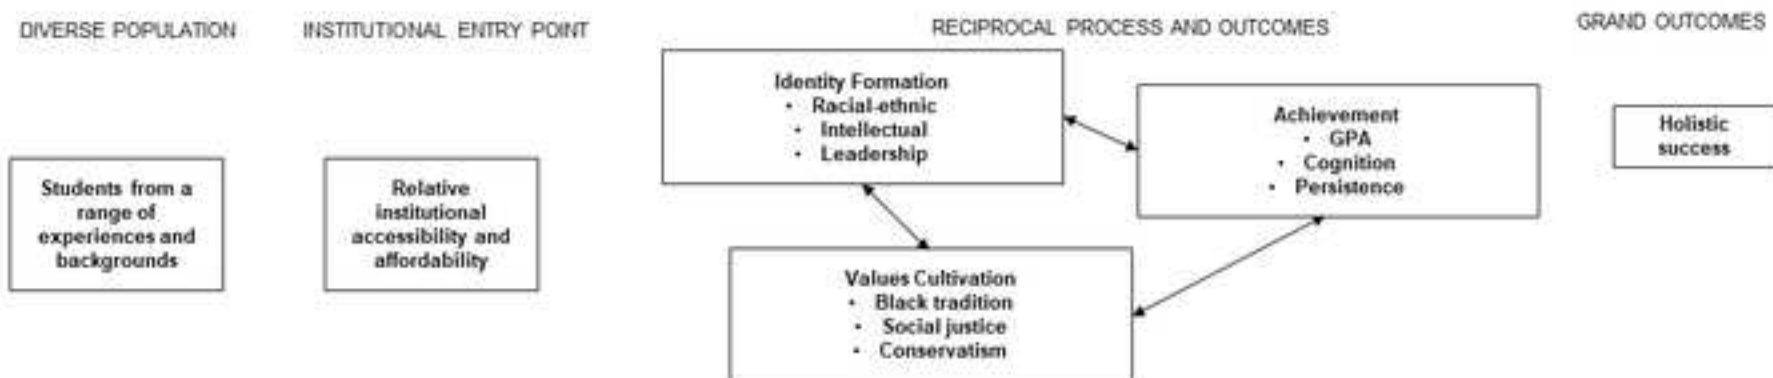 DIVERSE POPULATION
INSTITUTIONAL ENTRY POINT
RECIPROCAL PROCESS AND OUTCOMES
GRAND OUTCOMES
Students from a
range of
experiences and
backgrounds
Relative
institutional
accessibility and
affordability
Identity Formation
• Racial-ethnic
• Intellectual
• Leadership
Achievement
• GPA
• Cognition
• Persistence
Values Cultivation
• Black tradition
• Social justice
• Conservatism
Holistic
success